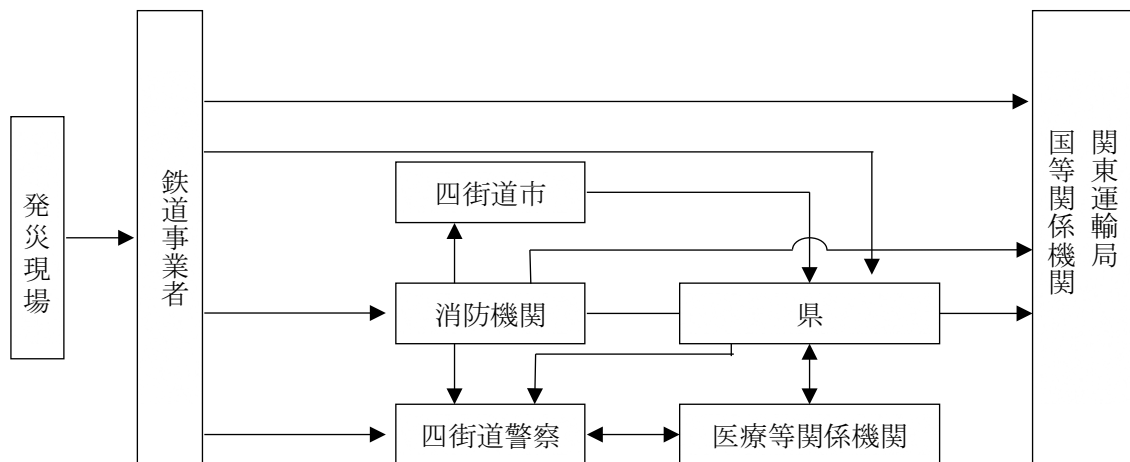 発災現場
鉄道事業者
四街道市
消防機関
県
四街道警察
医療等関係機関
関東運輸局
国等関係機関